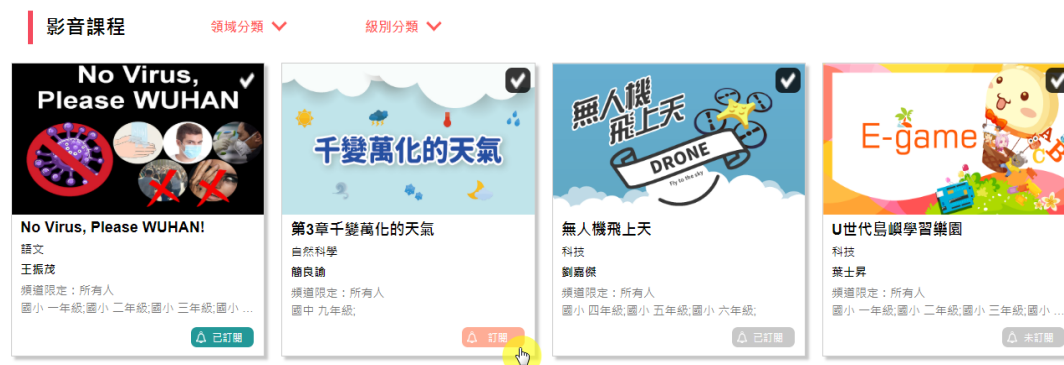 影音課程
領域分類
級別分類
No Virus,
Please WUHAN
No Virus, Please WUHAN!
語文
王振茂
頻道限定：所有人
國小 一年級;國小 二年級;國小 三年級;國小 ...
已訂閱
千變萬化的天氣
第3章千變萬化的天氣
自然科學
簡良諭
頻道限定：所有人
國中 九年級;
訂閱
無人機
飛上天
DRONE
Fly to the sky
無人機飛上天
科技
劉嘉傑
頻道限定：所有人
國小 四年級;國小 五年級;國小 六年級;
已訂閱
E-game
A
B
C
U世代島嶼學習樂園
科技
葉士昇
頻道限定：所有人
國小 一年級;國小 二年級;國小 三年級;國小 ...
未訂閱